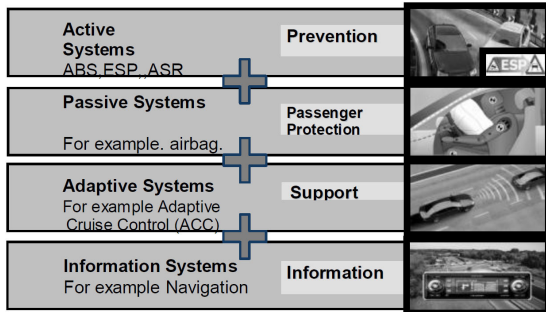 Active
Systems
ABS,ESP,,ASR
Prevention
ESP
Passive Systems
For example. airbag.
Passenger
Protection
Adaptive Systems
For example Adaptive
Cruise Control (ACC)
Support
Information Systems
For example Navigation
Information